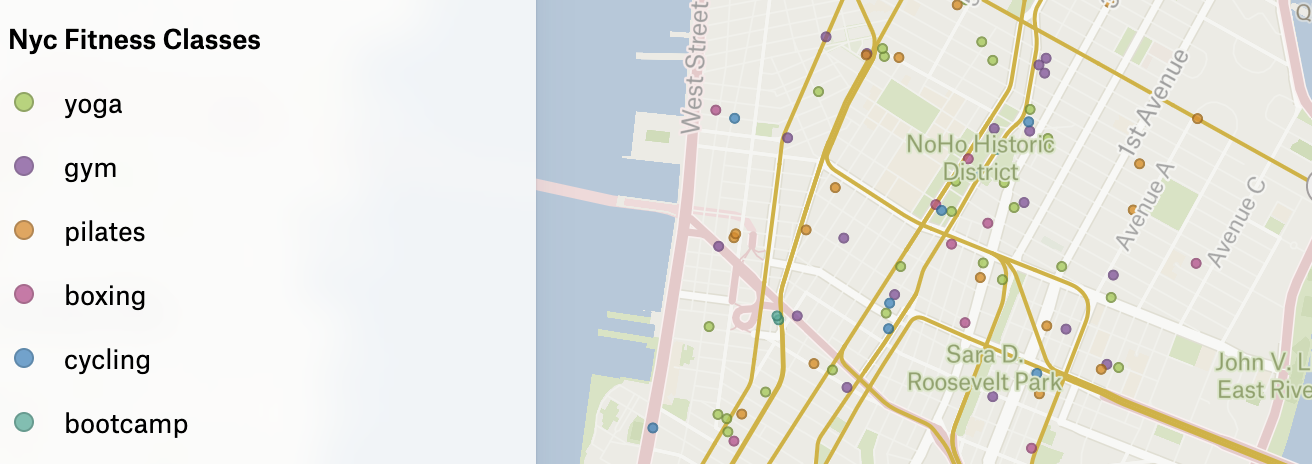 Nyc Fitness Classes
yoga
gym
pilates
boxing
cycling
bootcamp
West Street
NoHo Historic
District
1st Avenue
Avenue A
Avenue C
Sara D.
Roosevelt Park
John V. L
East Rive